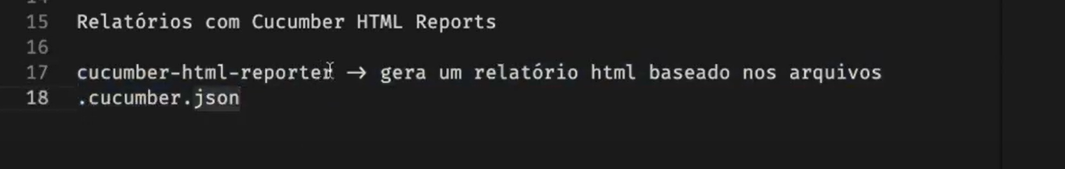 15 Relatórios com Cucumber HTML Reports
16
17 cucumber-html-reporter -> gera um relatório html baseado nos arquivos
18 .cucumber.json